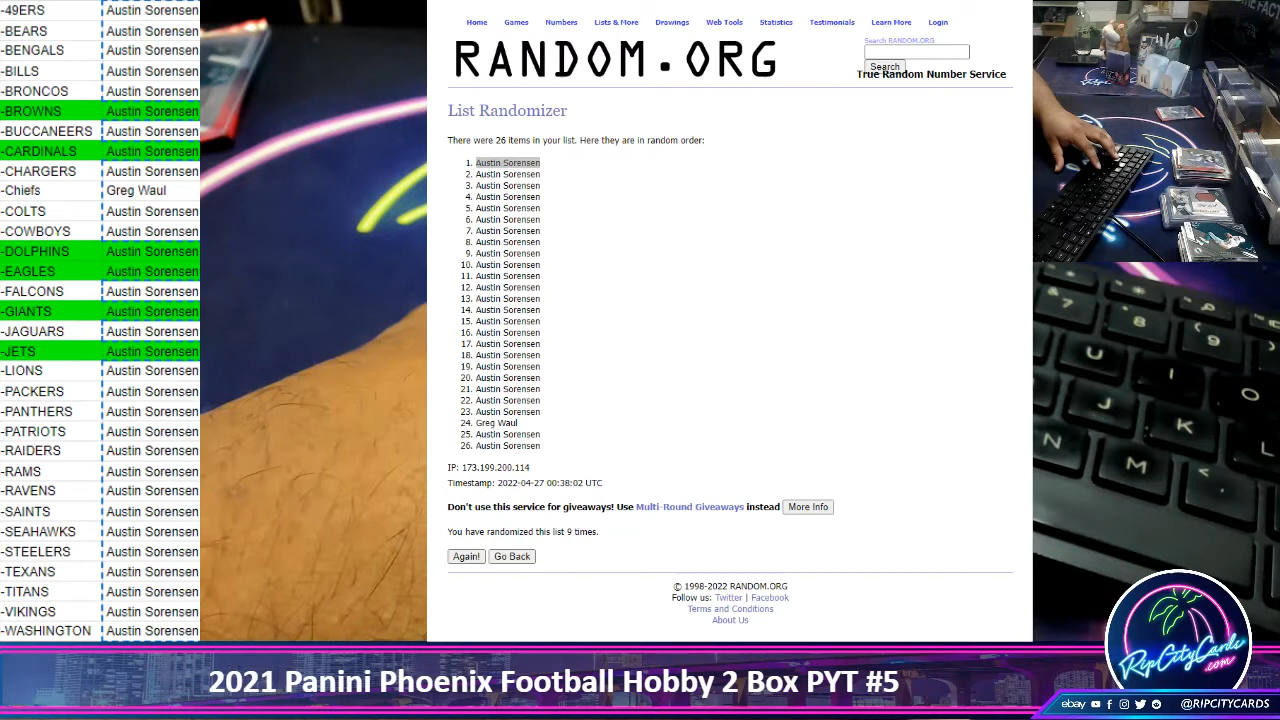 -49ERS Austin Sorensen
-BEARS Austin Sorensen
-BENGALS Austin Sorensen
-BILLS Austin Sorensen
-BRONCOS Austin Sorensen
-BROWNS Austin Sorensen
-BUCCANEERS Austin Sorensen
-CARDINALS Austin Sorensen
-CHARGERS Austin Sorensen
-Chiefs Greg Waul
-COLTS Austin Sorensen
-COWBOYS Austin Sorensen
-DOLPHINS Austin Sorensen
-EAGLES Austin Sorensen
-FALCONS Austin Sorensen
-GIANTS Austin Sorensen
-JAGUARS Austin Sorensen
-JETS Austin Sorensen
-LIONS Austin Sorensen
-PACKERS Austin Sorensen
-PANTHERS Austin Sorensen
-PATRIOTS Austin Sorensen
-RAIDERS Austin Sorensen
-RAMS Austin Sorensen
-RAVENS Austin Sorensen
-SAINTS Austin Sorensen
-SEAHAWKS Austin Sorensen
-STEELERS Austin Sorensen
-TEXANS Austin Sorensen
-TITANS Austin Sorensen
-VIKINGS Austin Sorensen
-WASHINGTON Austin Sorensen
Home Games Numbers Lists & More Drawings Web Tools Statistics Testimonials Learn More Login
RANDOM.ORG
Search RANDOM.ORG
Search
True Random Number Service
List Randomizer
There were 26 items in your list. Here they are in random order:
1. Austin Sorensen
2. Austin Sorensen
3. Austin Sorensen
4. Austin Sorensen
5. Austin Sorensen
6. Austin Sorensen
7. Austin Sorensen
8. Austin Sorensen
9. Austin Sorensen
10. Austin Sorensen
11. Austin Sorensen
12. Austin Sorensen
13. Austin Sorensen
14. Austin Sorensen
15. Austin Sorensen
16. Austin Sorensen
17. Austin Sorensen
18. Austin Sorensen
19. Austin Sorensen
20. Austin Sorensen
21. Austin Sorensen
22. Austin Sorensen
23. Austin Sorensen
24. Greg Waul
25. Austin Sorensen
26. Austin Sorensen
IP: 173.199.200.114
Timestamp: 2022-04-27 00:38:02 UTC
Don't use this service for giveaways! Use Multi-Round Giveaways instead More Info
You have randomized this list 9 times.
Again! Go Back
© 1998-2022 RANDOM.ORG
Follow us: Twitter | Facebook
Terms and Conditions
About Us
2021 Panini Phoenix Football Hobby 2 Box PYT #5
RipCityCards
.com
ebay @RIPCITYCARDS